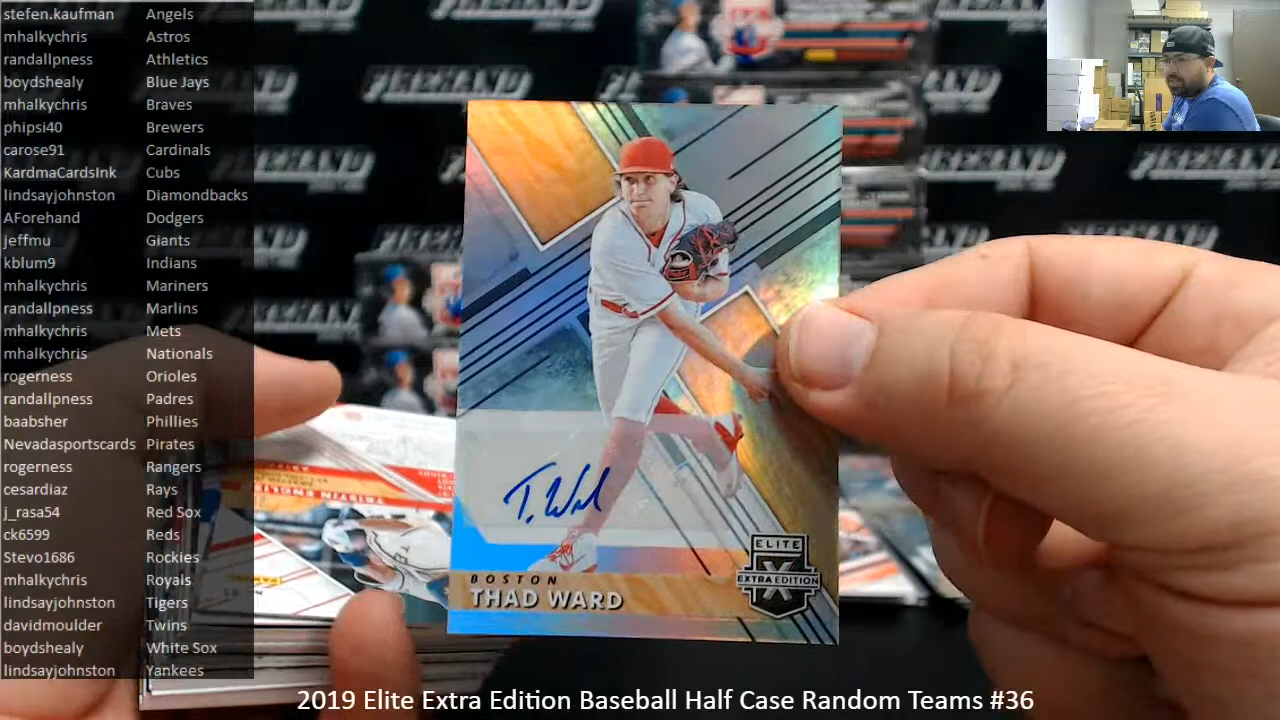 stefen.kaufman Angels
mhalkychris Astros
randallpness Athletics
boydshealy Blue Jays
mhalkychris Braves
phipsi40 Brewers
carose91 Cardinals
KardmaCardsInk Cubs
lindsayjohnston Diamondbacks
AForehand Dodgers
jeffmu Giants
kblum9 Indians
mhalkychris Mariners
randallpness Marlins
mhalkychris Mets
mhalkychris Nationals
rogerness Orioles
randallpness Padres
baabsher Phillies
Nevadasportscards Pirates
rogerness Rangers
cesardiaz Rays
j_rasa54 Red Sox
ck6599 Reds
Stevo1686 Rockies
mhalkychris Royals
lindsayjohnston Tigers
davidmoulder Twins
boydshealy White Sox
lindsayjohnston Yankees
T. Ward
ELITE
X
EXTRA EDITION
BOSTON
THAD WARD
TRISTIN ENGLISH
2019 Elite Extra Edition Baseball Half Case Random Teams #36